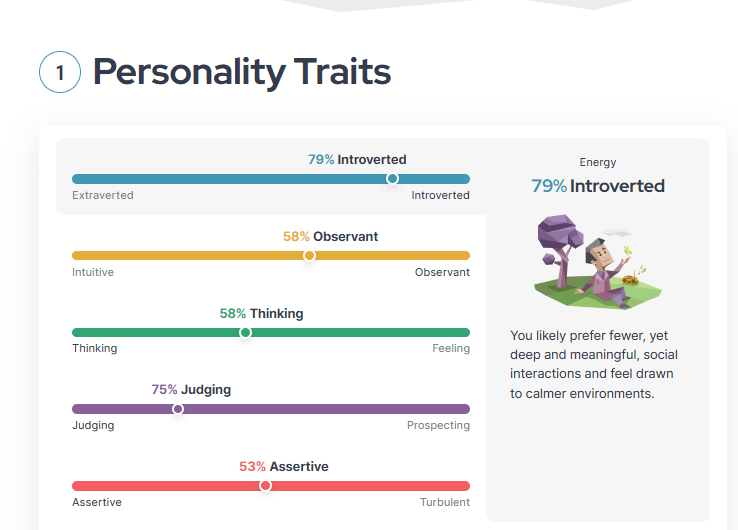 1 Personality Traits
79% Introverted
Extraverted Introverted
58% Observant
Intuitive Observant
58% Thinking
Thinking Feeling
75% Judging
Judging Prospecting
53% Assertive
Assertive Turbulent
Energy
79% Introverted
You likely prefer fewer, yet
deep and meaningful, social
interactions and feel drawn
to calmer environments.